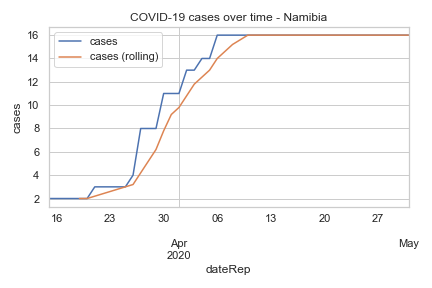 COVID-19 cases over time - Namibia
cases
cases (rolling)
cases
16
14
12
10
8
6
4
2
16 23 30 06 13 20 27
Apr May
2020
dateRep